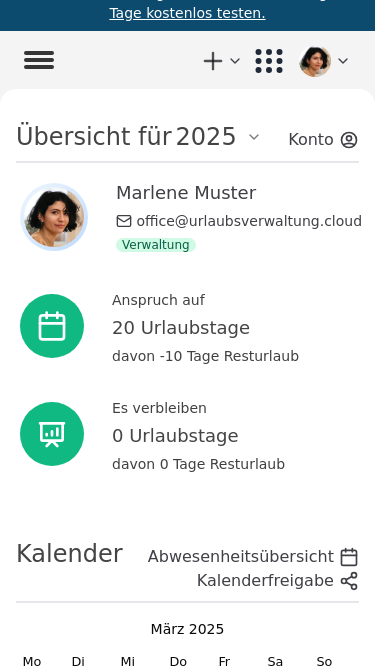 Tage kostenlos testen.
Übersicht für 2025
Konto
Marlene Muster
office@urlaubsverwaltung.cloud
Verwaltung
Anspruch auf
20 Urlaubstage
davon -10 Tage Resturlaub
Es verbleiben
0 Urlaubstage
davon 0 Tage Resturlaub
Kalender
Abwesenheitsübersicht
Kalenderfreigabe
März 2025
Mo Di Mi Do Fr Sa So